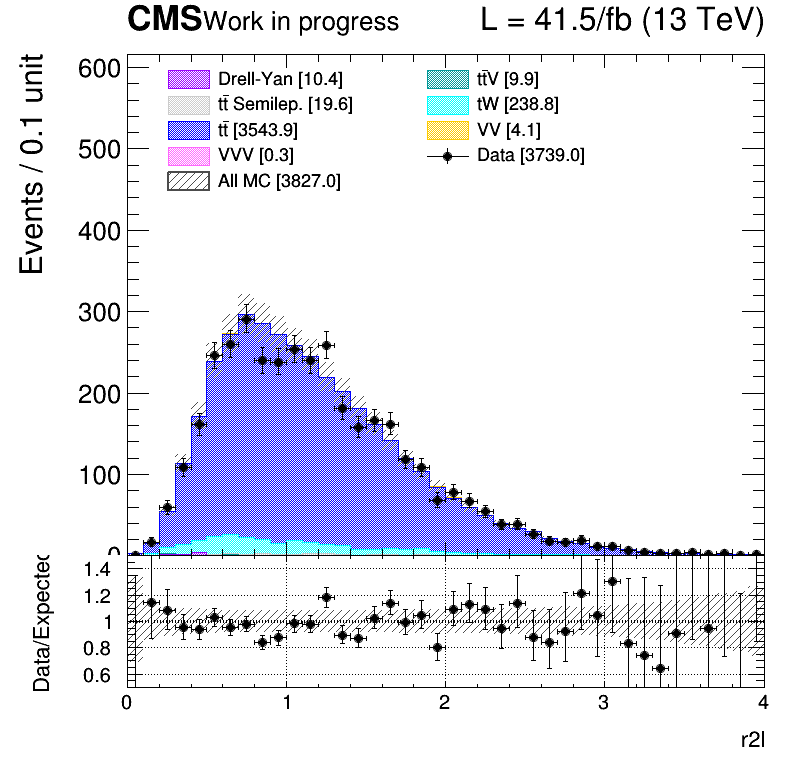 CMS Work in progress L = 41.5/fb (13 TeV)
Events / 0.1 unit
600
500
400
300
200
100
0
Drell-Yan [10.4]
tt̄ Semilep. [19.6]
tt̄ [3543.9]
VVV [0.3]
All MC [3827.0]
tt̄V [9.9]
tW [238.8]
VV [4.1]
Data [3739.0]
Data/Expected
1.4
1.2
1
0.8
0.6
0 1 2 3 4
r2l